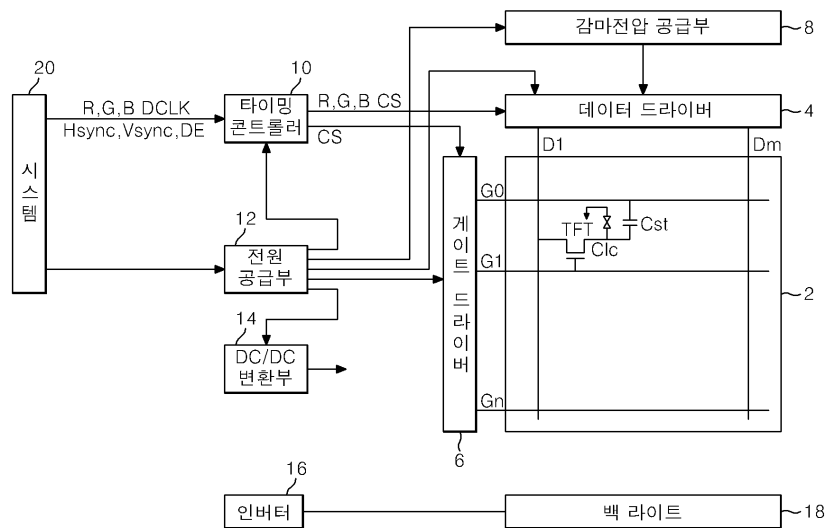 감마전압 공급부
8
20
10
R,G,B DCLK
타이밍
콘트롤러
R,G,B CS
데이터 드라이버
4
Hsync,Vsync,DE
CS
D1
Dm
시스템
G0
TFT
Cst
Clc
12
전원
공급부
게이트 드라이버
G1
2
14
DC/DC
변환부
Gn
6
16
인버터
백 라이트
18